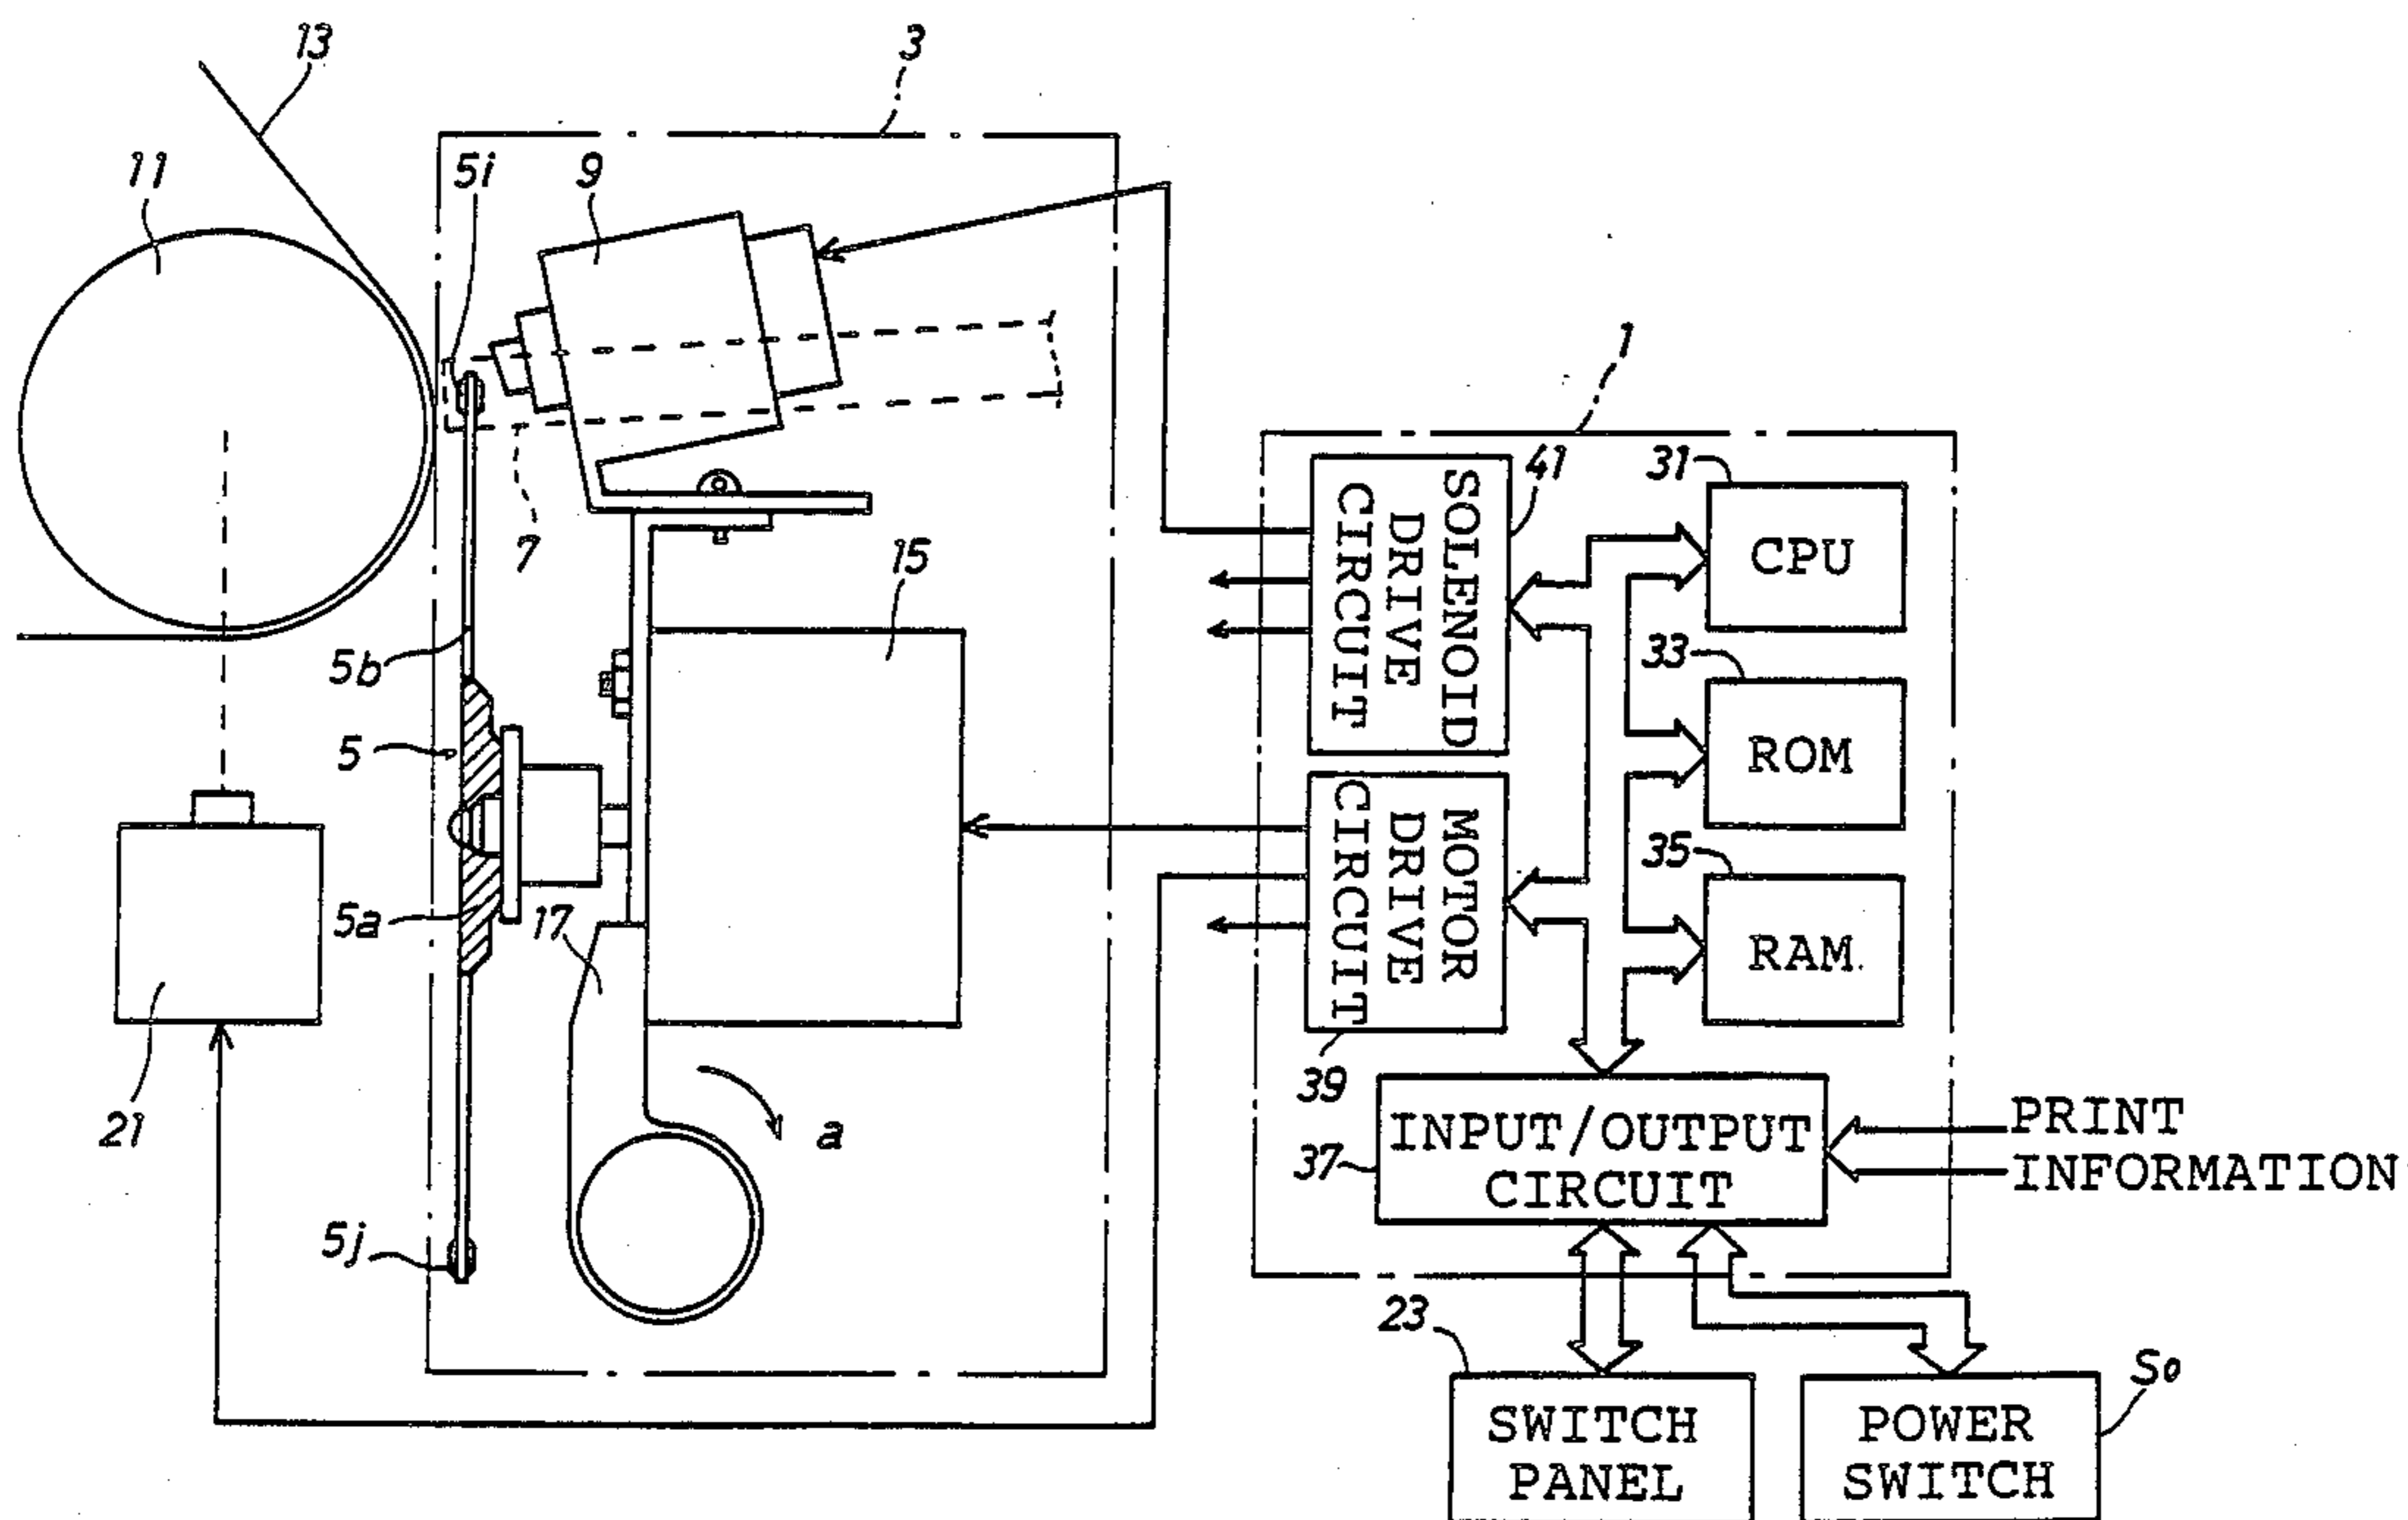 13
3
11
5i
9
1
7
15
41
31
SOLENOID
DRIVE
CIRCUIT
CPU
5b
33
ROM
5
MOTOR
DRIVE
CIRCUIT
35
RAM
5a
17
21
a
39
37
INPUT/OUTPUT
CIRCUIT
PRINT
INFORMATION
5j
23
So
SWITCH
PANEL
POWER
SWITCH